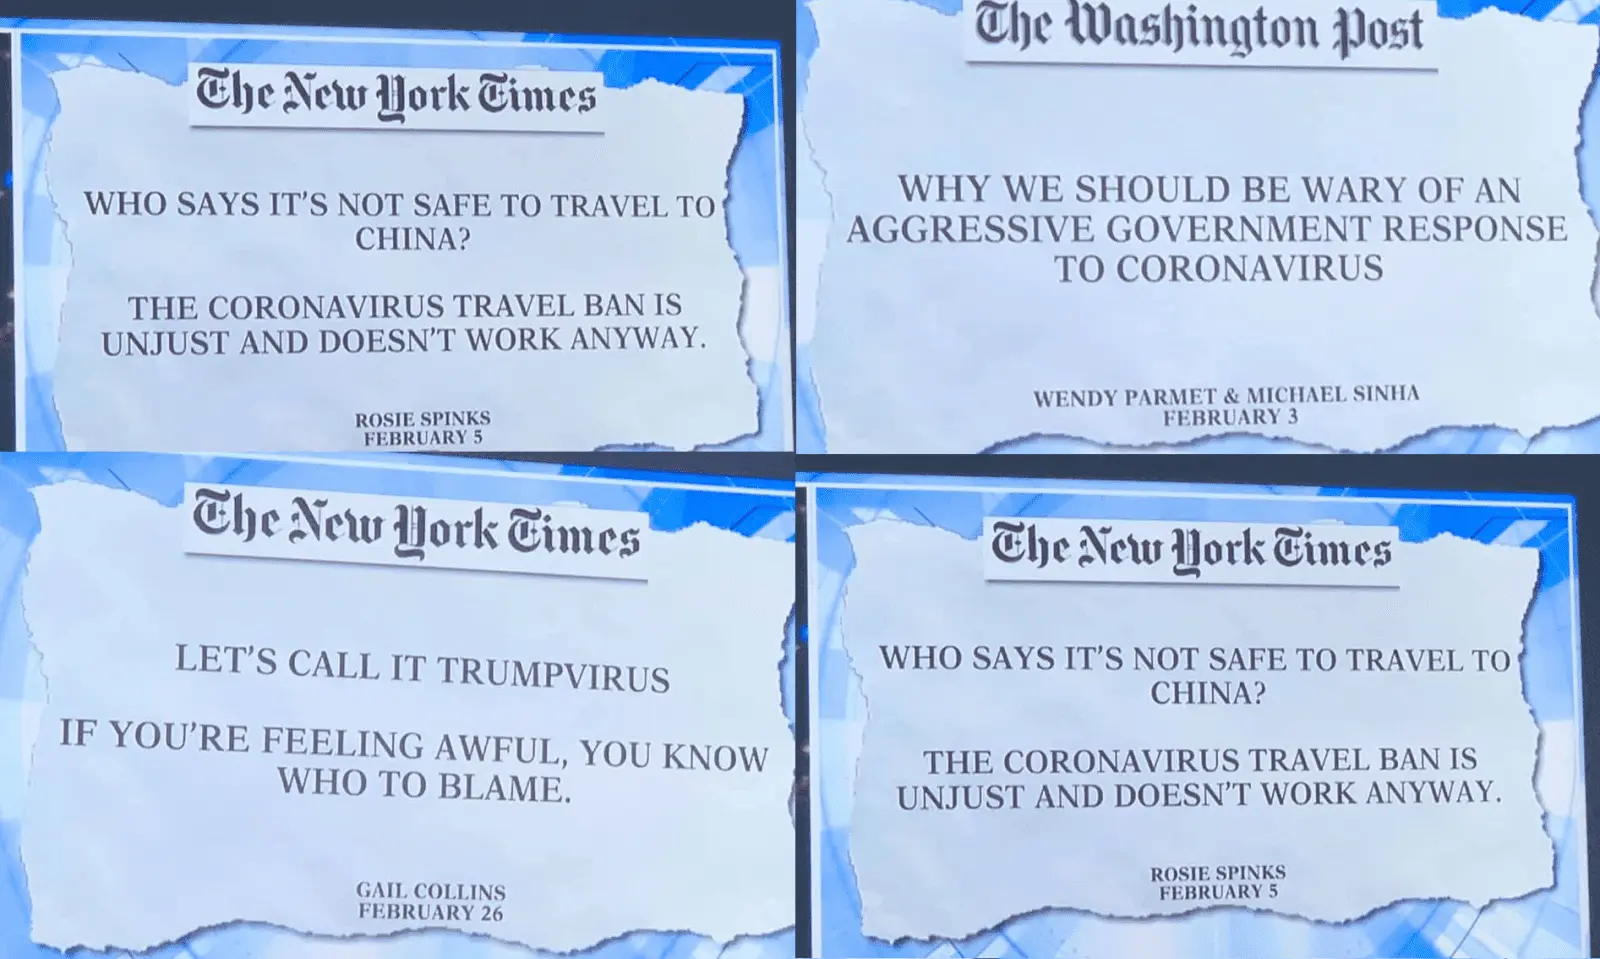 The New York Times
WHO SAYS IT'S NOT SAFE TO TRAVEL TO
CHINA?
THE CORONAVIRUS TRAVEL BAN IS
UNJUST AND DOESN'T WORK ANYWAY.
ROSIE SPINKS
FEBRUARY 5
The Washington Post
WHY WE SHOULD BE WARY OF AN
AGGRESSIVE GOVERNMENT RESPONSE
TO CORONAVIRUS
WENDY PARMET & MICHAEL SINHA
FEBRUARY 3
The New York Times
LET'S CALL IT TRUMPVIRUS
IF YOU'RE FEELING AWFUL, YOU KNOW
WHO TO BLAME.
GAIL COLLINS
FEBRUARY 26
The New York Times
WHO SAYS IT'S NOT SAFE TO TRAVEL TO
CHINA?
THE CORONAVIRUS TRAVEL BAN IS
UNJUST AND DOESN'T WORK ANYWAY.
ROSIE SPINKS
FEBRUARY 5